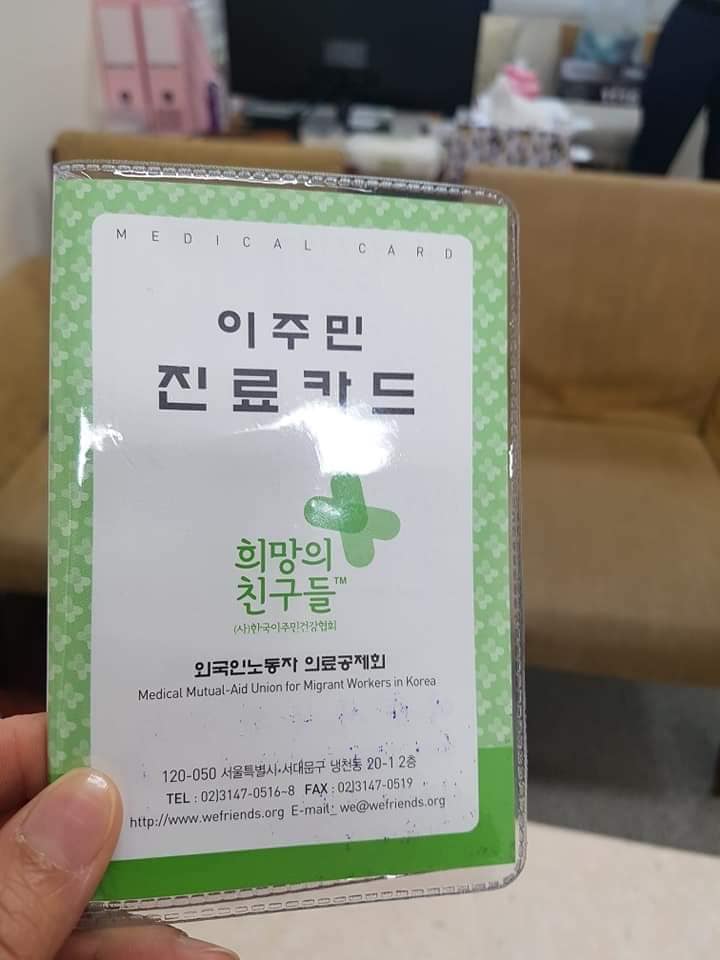 MEDICAL CARD
이주민
진료카드
희망의
친구들™
(사)한국이주민건강협회
외국인노동자 의료공제회
Medical Mutual-Aid Union for Migrant Workers in Korea
120-050 서울특별시·서대문구 냉천동 20-1 2층
TEL : 02)3147-0516~8 FAX : 02)3147-0519
http://www.wefriends.org E-mail_ we@wefriends.org